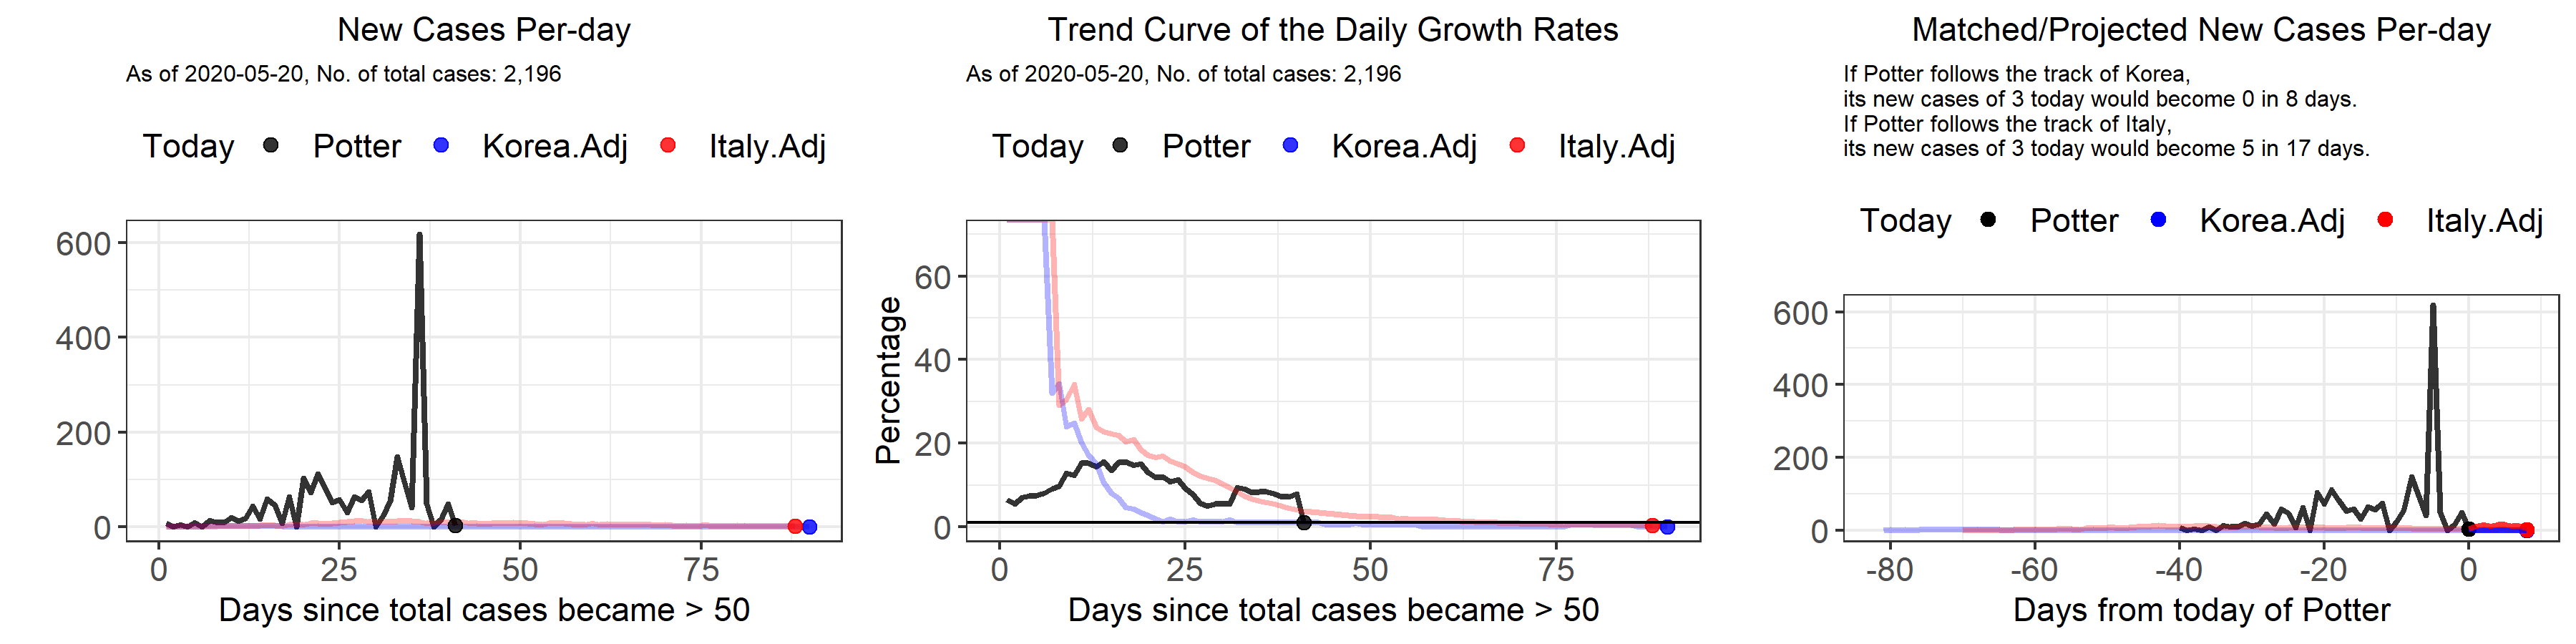 New Cases Per-day
As of 2020-05-20, No. of total cases: 2,196
Today Potter Korea.Adj Italy.Adj
600
400
200
0
0 25 50 75
Days since total cases became > 50
Trend Curve of the Daily Growth Rates
As of 2020-05-20, No. of total cases: 2,196
Today Potter Korea.Adj Italy.Adj
Percentage
60
40
20
0
0 25 50 75
Days since total cases became > 50
Matched/Projected New Cases Per-day
If Potter follows the track of Korea,
its new cases of 3 today would become 0 in 8 days.
If Potter follows the track of Italy,
its new cases of 3 today would become 5 in 17 days.
Today Potter Korea.Adj Italy.Adj
600
400
200
0
-80 -60 -40 -20 0
Days from today of Potter